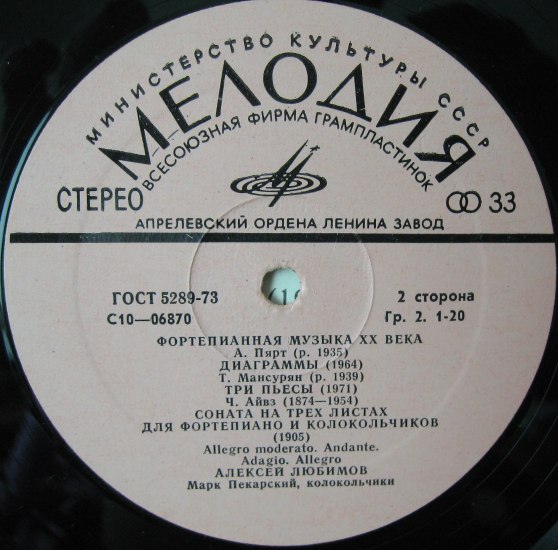 МИНИСТЕРСТВО КУЛЬТУРЫ СССР
МЕЛОДИЯ
ВСЕСОЮЗНАЯ ФИРМА ГРАМПЛАСТИНОК
СТЕРЕО
33
АПРЕЛЕВСКИЙ ОРДЕНА ЛЕНИНА ЗАВОД
ГОСТ 5289-73
2 сторона
С10—06870
Гр. 2. 1-20
ФОРТЕПИАННАЯ МУЗЫКА XX ВЕКА
А. Пярт (р. 1935)
ДИАГРАММЫ (1964)
Т. Мансурян (р. 1939)
ТРИ ПЬЕСЫ (1971)
Ч. Айвз (1874—1954)
СОНАТА НА ТРЕХ ЛИСТАХ
ДЛЯ ФОРТЕПИАНО И КОЛОКОЛЬЧИКОВ
(1905)
Allegro moderato. Andante.
Adagio. Allegro
АЛЕКСЕЙ ЛЮБИМОВ
Марк Пекарский, колокольчики